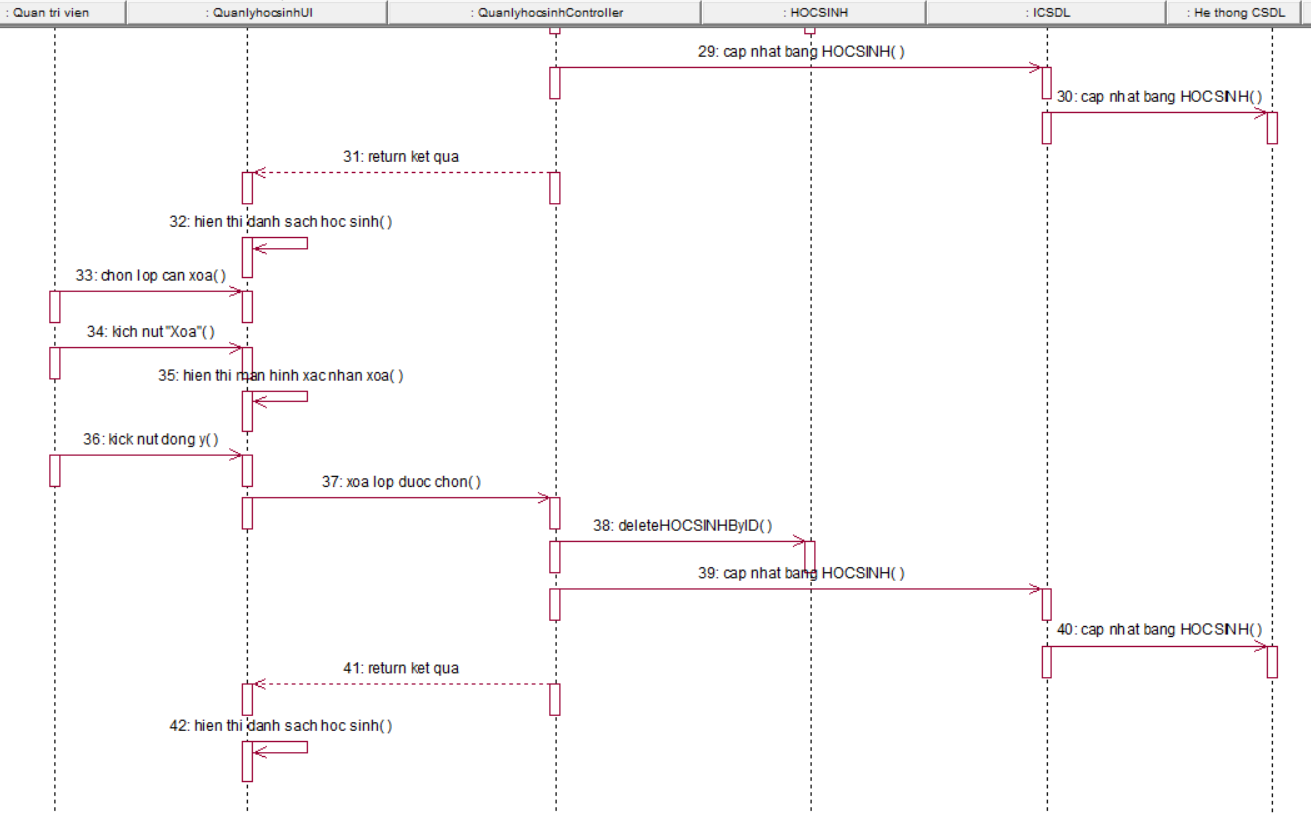 : Quan tri vien
: QuanlyhocsinhUI
: QuanlyhocsinhController
: HOCSINH
: ICSDL
: He thong CSDL
29: cap nhat bang HOCSINH( )
30: cap nhat bang HOCSINH( )
31: return ket qua
32: hien thi danh sach hoc sinh( )
33: chon lop can xoa( )
34: kich nut "Xoa"( )
35: hien thi man hinh xac nhan xoa( )
36: kick nut dong y( )
37: xoa lop duoc chon( )
38: deleteHOCSINHByID( )
39: cap nhat bang HOCSINH( )
40: cap nhat bang HOCSINH( )
41: return ket qua
42: hien thi danh sach hoc sinh( )